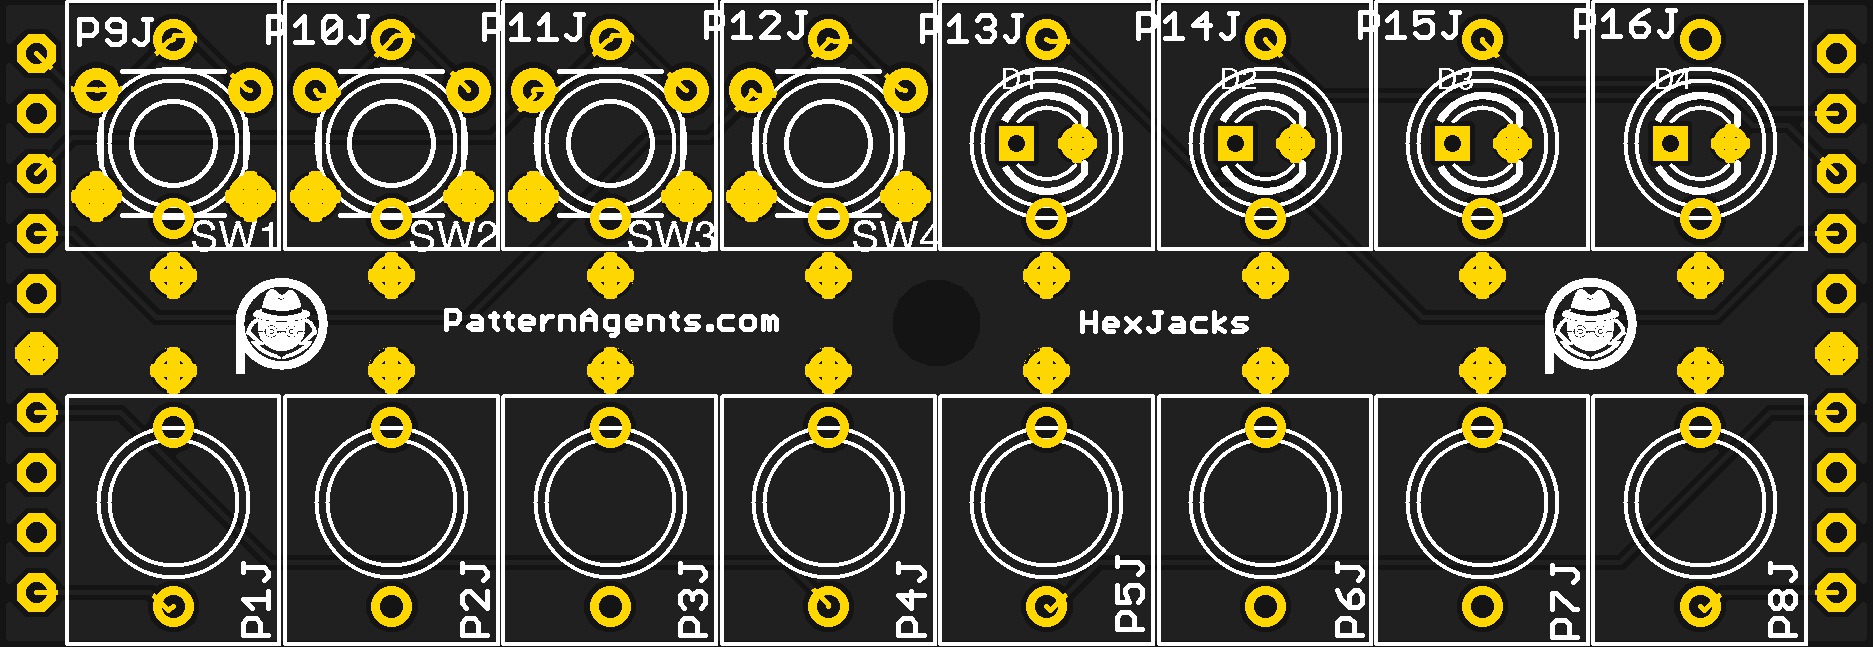 P9J P10J P11J P12J P13J P14J P15J P16J
D1 D2 D3 D4
SW1 SW2 SW3 SW4
PatternAgents.com HexJacks
P1J P2J P3J P4J P5J P6J P7J P8J